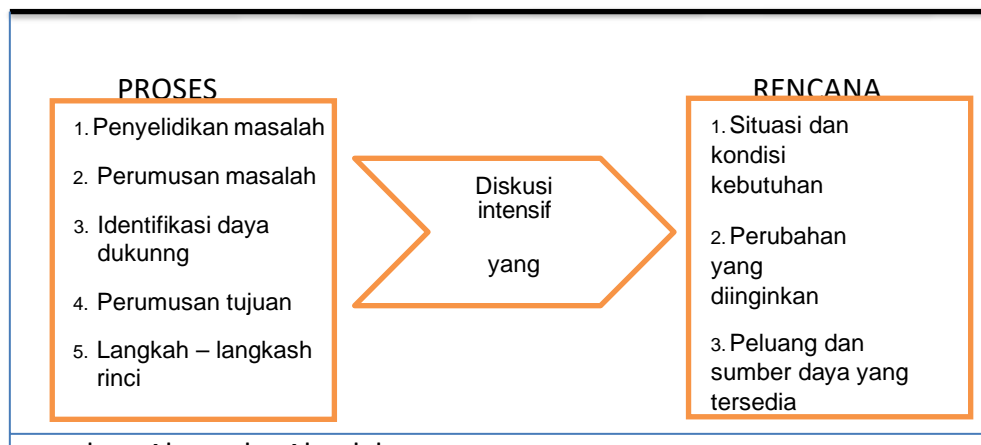 PROSES
1. Penyelidikan masalah
2. Perumusan masalah
3. Identifikasi daya
dukunng
4. Perumusan tujuan
5. Langkah – langkash
rinci
Diskusi
intensif
yang
RENCANA
1. Situasi dan
kondisi
kebutuhan
2. Perubahan
yang
diinginkan
3. Peluang dan
sumber daya yang
tersedia